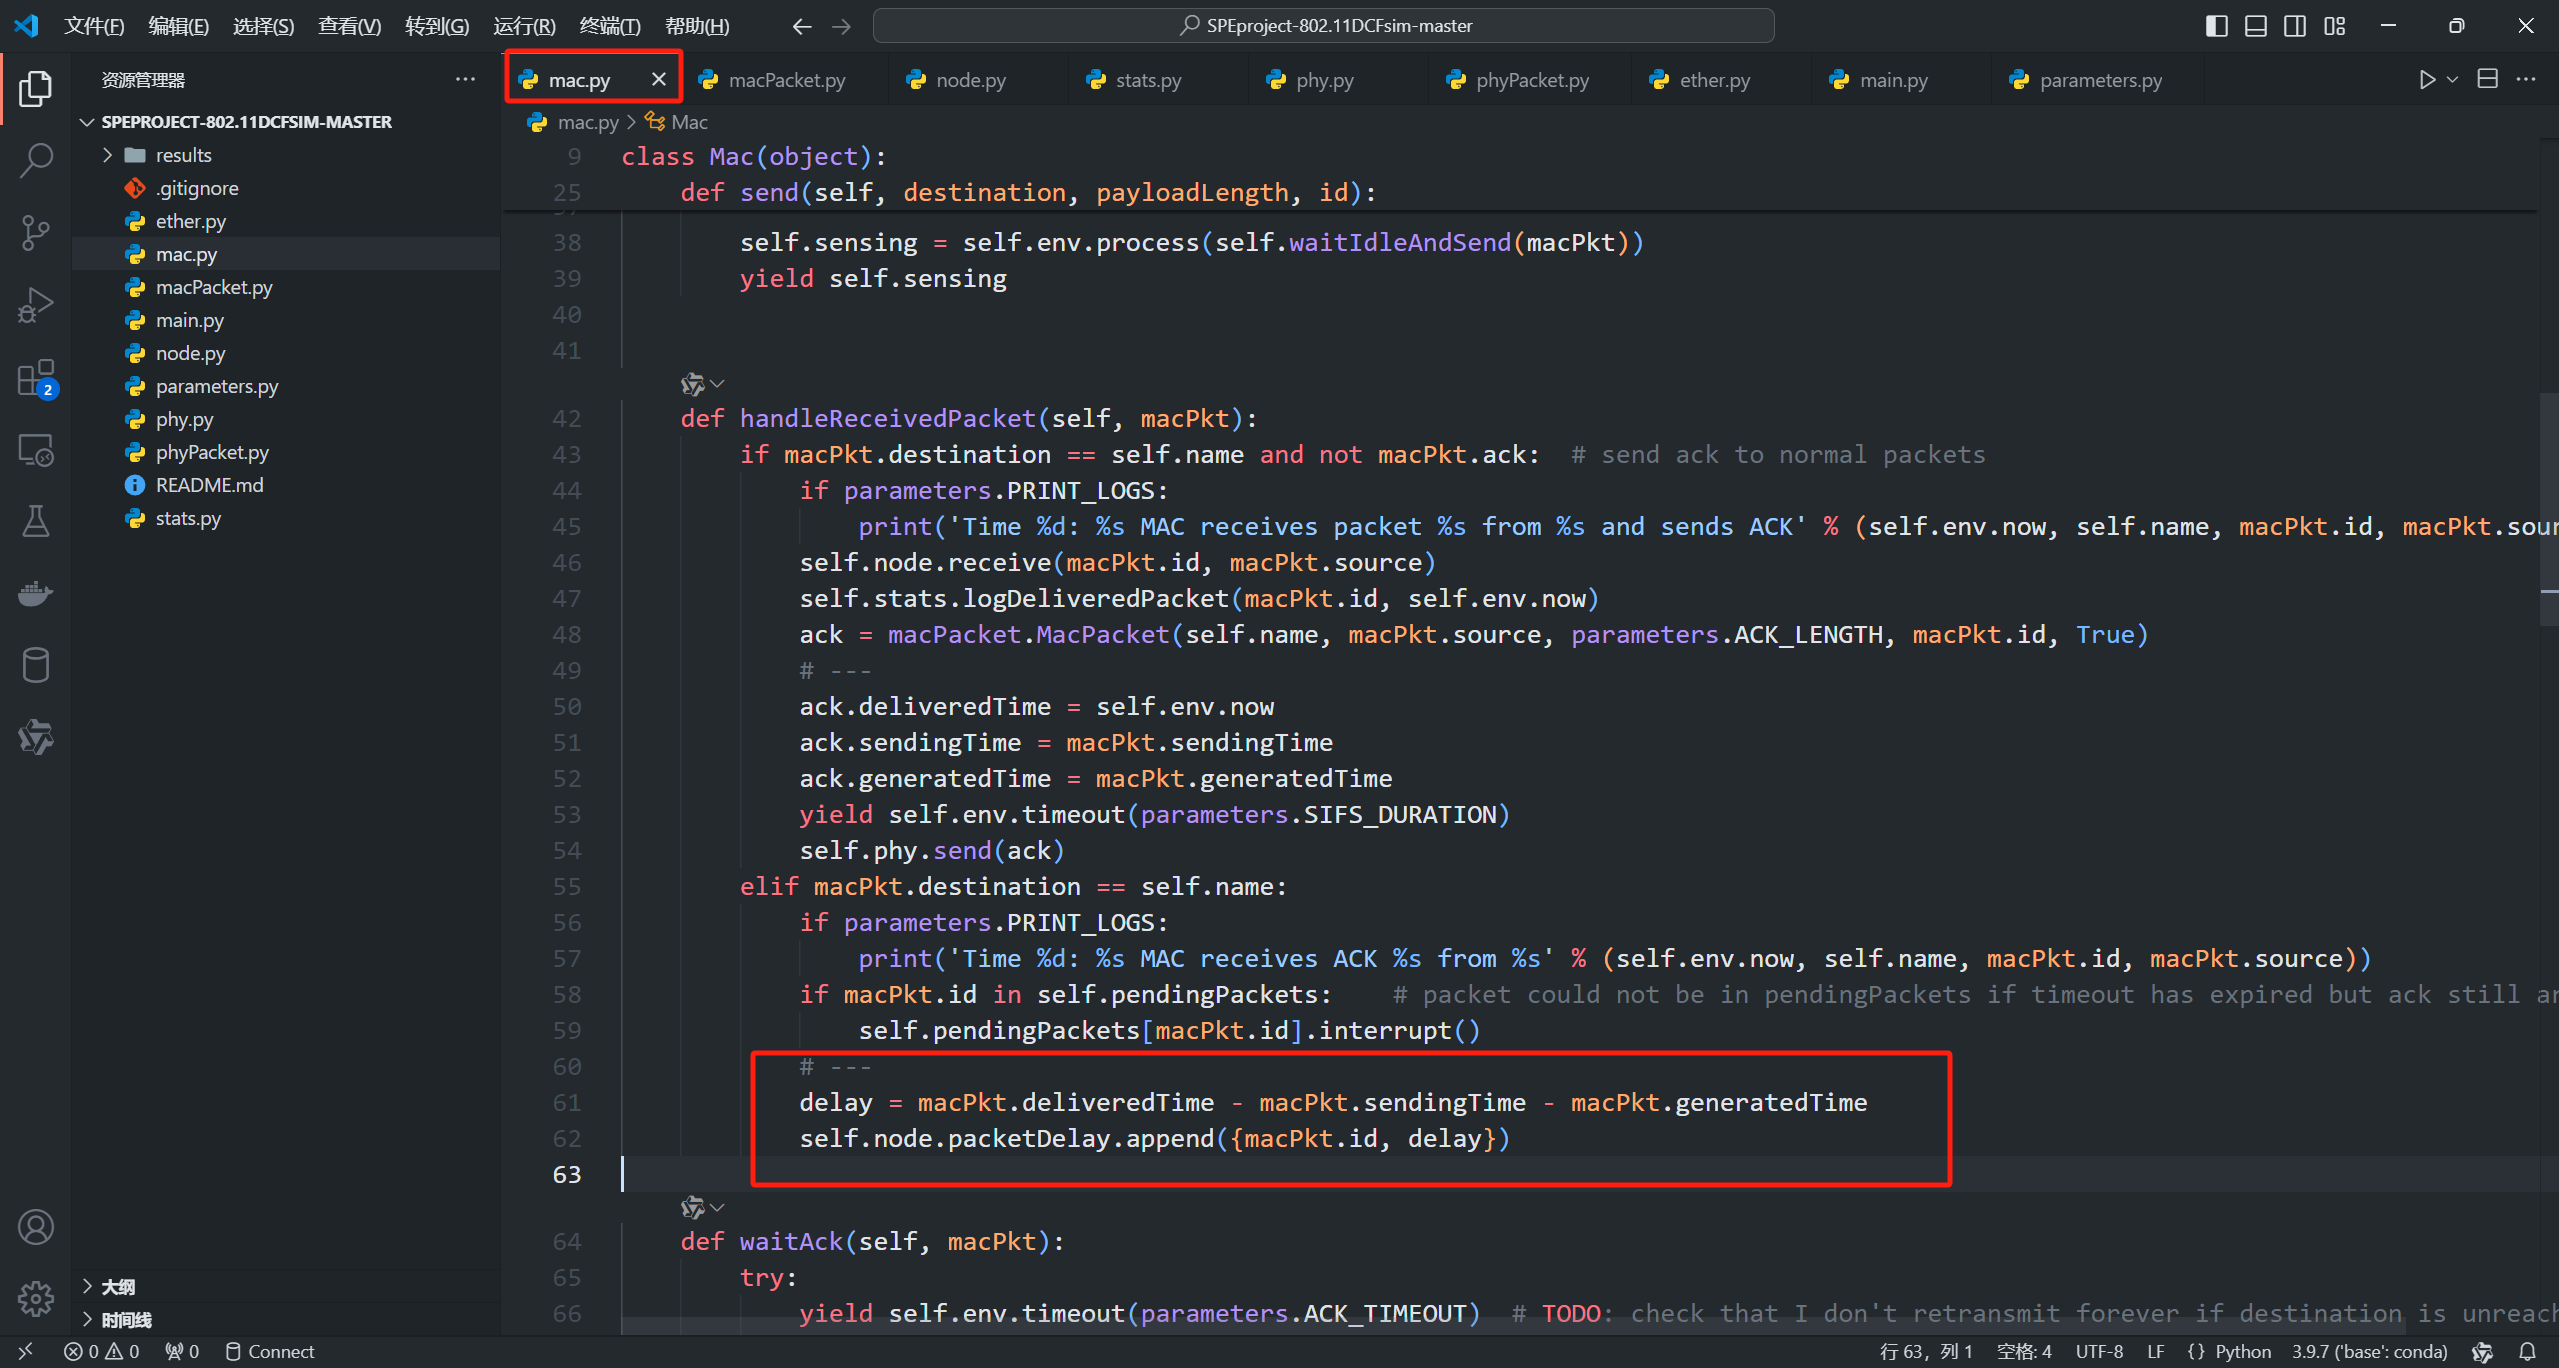 文件(F) 编辑(E) 选择(S) 查看(V) 转到(G) 运行(R) 终端(T) 帮助(H) SPEproject-802.11DCFsim-master
资源管理器
SPEPROJECT-802.11DCFSIM-MASTER
results
.gitignore
ether.py
mac.py
macPacket.py
main.py
node.py
parameters.py
phy.py
phyPacket.py
README.md
stats.py
大纲
时间线
2
mac.py macPacket.py node.py stats.py phy.py phyPacket.py ether.py main.py parameters.py
mac.py > Mac
9 class Mac(object):
25 def send(self, destination, payloadLength, id):
38 self.sensing = self.env.process(self.waitIdleAndSend(macPkt))
39 yield self.sensing
40
41
42 def handleReceivedPacket(self, macPkt):
43 if macPkt.destination == self.name and not macPkt.ack:  # send ack to normal packets
44 if parameters.PRINT_LOGS:
45 print('Time %d: %s MAC receives packet %s from %s and sends ACK' % (self.env.now, self.name, macPkt.id, macPkt.sour
46 self.node.receive(macPkt.id, macPkt.source)
47 self.stats.logDeliveredPacket(macPkt.id, self.env.now)
48 ack = macPacket.MacPacket(self.name, macPkt.source, parameters.ACK_LENGTH, macPkt.id, True)
49 # ---
50 ack.deliveredTime = self.env.now
51 ack.sendingTime = macPkt.sendingTime
52 ack.generatedTime = macPkt.generatedTime
53 yield self.env.timeout(parameters.SIFS_DURATION)
54 self.phy.send(ack)
55 elif macPkt.destination == self.name:
56 if parameters.PRINT_LOGS:
57 print('Time %d: %s MAC receives ACK %s from %s' % (self.env.now, self.name, macPkt.id, macPkt.source))
58 if macPkt.id in self.pendingPackets:    # packet could not be in pendingPackets if timeout has expired but ack still ar
59 self.pendingPackets[macPkt.id].interrupt()
60 # ---
61 delay = macPkt.deliveredTime - macPkt.sendingTime - macPkt.generatedTime
62 self.node.packetDelay.append({macPkt.id, delay})
63
64 def waitAck(self, macPkt):
65 try:
66 yield self.env.timeout(parameters.ACK_TIMEOUT)  # TODO: check that I don't retransmit forever if destination is unreach
0 0 0 Connect 行 63，列 1 空格: 4 UTF-8 LF {} Python 3.9.7 ('base': conda)